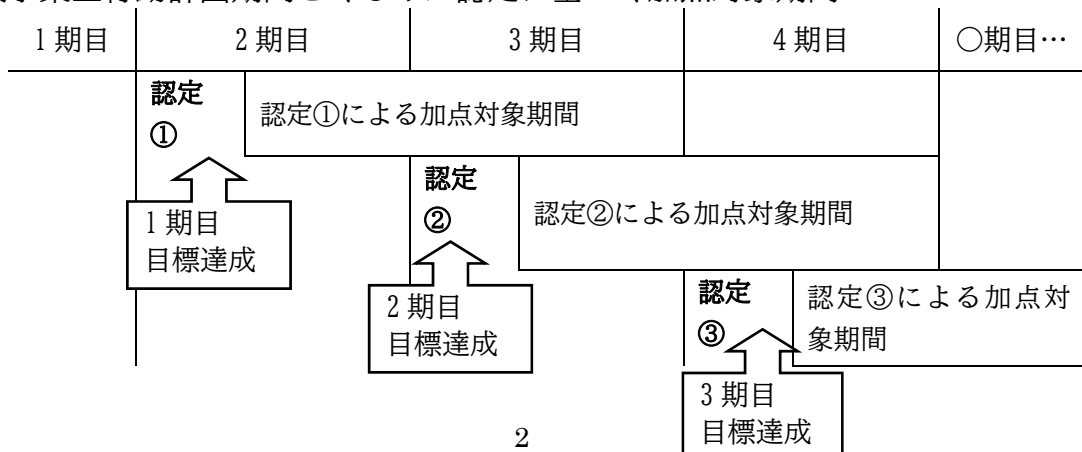 1 期目
2 期目
3 期目
4 期目
○期目…
認定
①
認定①による加点対象期間
1 期目
目標達成
認定
②
認定②による加点対象期間
2 期目
目標達成
認定
③
認定③による加点対
象期間
3 期目
目標達成
2